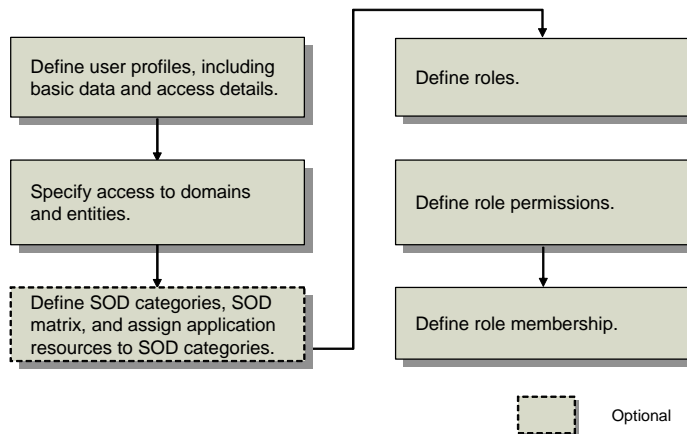 Define user profiles, including
basic data and access details.
Specify access to domains
and entities.
Define SOD categories, SOD
matrix, and assign application
resources to SOD categories.
Define roles.
Define role permissions.
Define role membership.
Optional